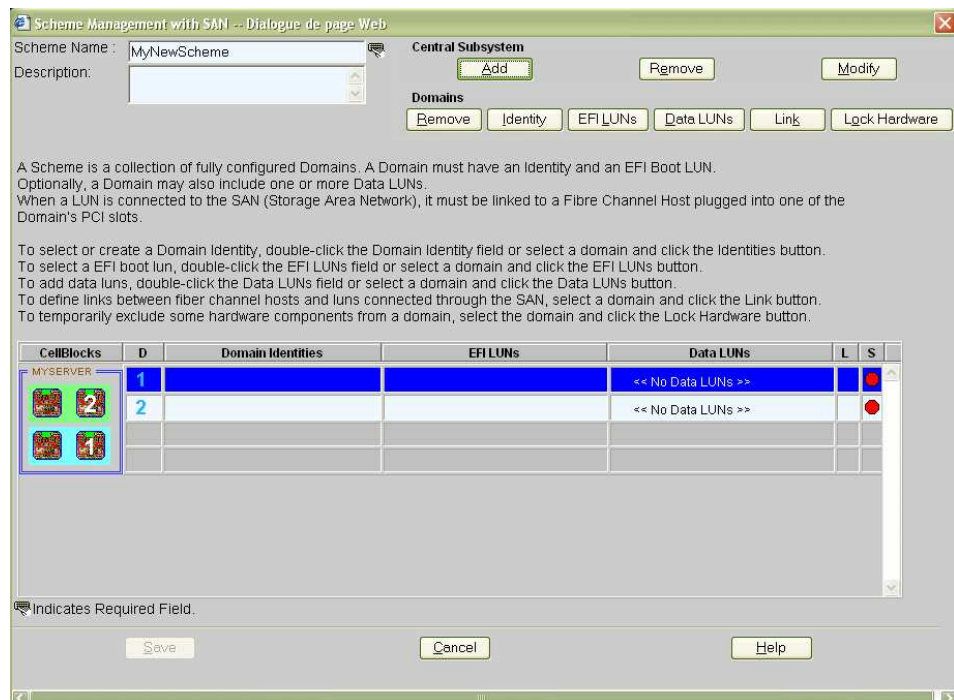 Scheme Management with SAN -- Dialogue de page Web
Scheme Name :
MyNewScheme
Description:
Central Subsystem
Add
Remove
Modify
Domains
Remove
Identity
EFI LUNs
Data LUNs
Link
Lock Hardware
A Scheme is a collection of fully configured Domains. A Domain must have an Identity and an EFI Boot LUN.
Optionally, a Domain may also include one or more Data LUNs.
When a LUN is connected to the SAN (Storage Area Network), it must be linked to a Fibre Channel Host plugged into one of the
Domain's PCI slots.
To select or create a Domain Identity, double-click the Domain Identity field or select a domain and click the Identities button.
To select a EFI boot lun, double-click the EFI LUNs field or select a domain and click the EFI LUNs button.
To add data luns, double-click the Data LUNs field or select a domain and click the Data LUNs button.
To define links between fiber channel hosts and luns connected through the SAN, select a domain and click the Link button.
To temporarily exclude some hardware components from a domain, select the domain and click the Lock Hardware button.
CellBlocks D Domain Identities EFI LUNs Data LUNs L S
MYSERVER
1 << No Data LUNs >>
2
2 << No Data LUNs >>
1
Indicates Required Field.
Save
Cancel
Help